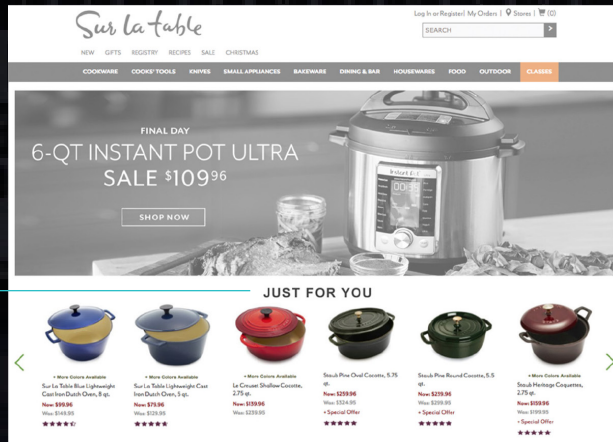 Sur la table
Log In or Register | My Orders | Stores | (0)
SEARCH >
NEW GIFTS REGISTRY RECIPES SALE CHRISTMAS
COOKWARE COOKS' TOOLS KNIVES SMALL APPLIANCES BAKEWARE DINING & BAR HOUSEWARES FOOD OUTDOOR CLASSES
FINAL DAY
6-QT INSTANT POT ULTRA
SALE $109.96
SHOP NOW
Instant Pot
JUST FOR YOU
+ More Colors Available
Sur La Table Blue Lightweight
Cast Iron Dutch Oven, 8 qt.
Now: $99.96
Was: $149.95
+ More Colors Available
Sur La Table Lightweight Cast
Iron Dutch Oven, 5 qt.
Now: $79.96
Was: $129.95
+ More Colors Available
Le Creuset Shallow Cocotte,
2.75 qt.
Now: $159.96
Was: $239.95
Staub Pine Oval Cocotte, 5.75
qt.
Now: $259.96
Was: $324.95
+ Special Offer
Staub Pine Round Cocotte, 5.5
qt.
Now: $239.96
Was: $299.95
+ Special Offer
+ More Colors Available
Staub Heritage Coquettes,
2.75 qt.
Now: $159.96
Was: $199.95
+ Special Offer